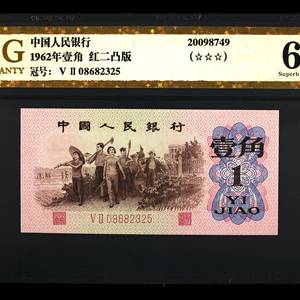 G
ANTY
中国人民银行
1962年壹角 红二凸版
冠号: V II 08682325
20098749
(☆☆☆)
6
Superb
中國人民銀行
壹角
1
YI
JIAO
V II 08682325